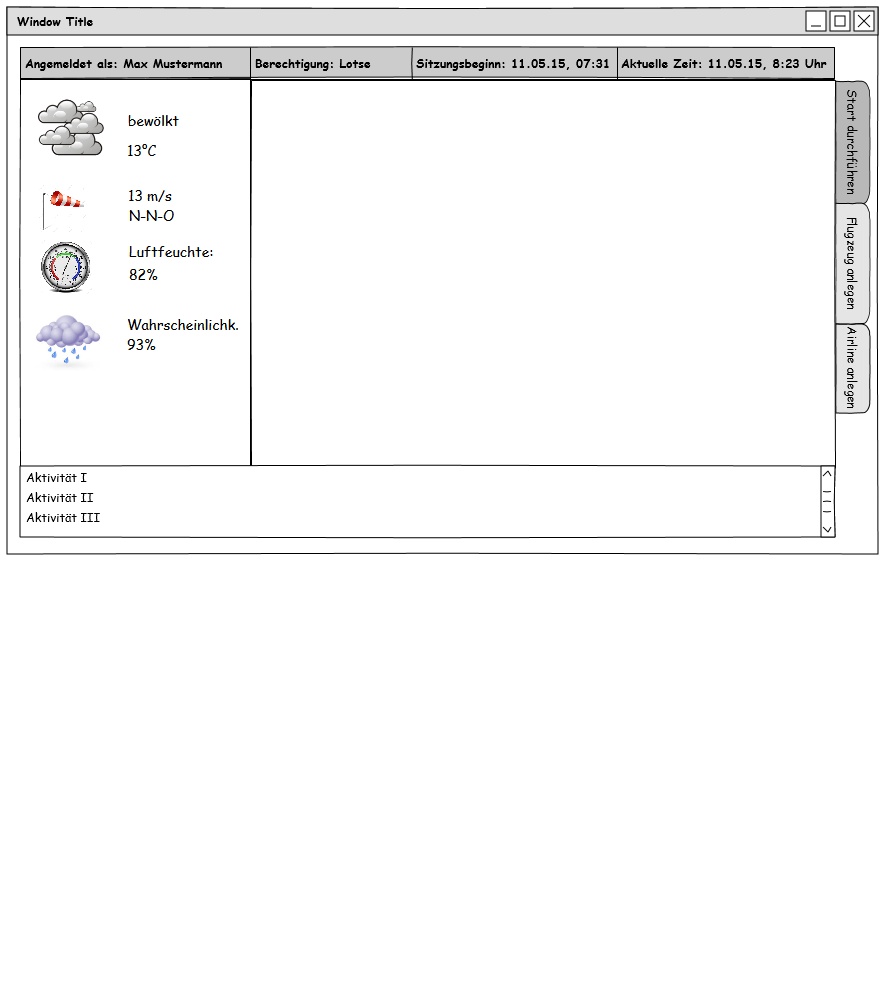 Window Title
Angemeldet als: Max Mustermann
Berechtigung: Lotse
Sitzungsbeginn: 11.05.15, 07:31
Aktuelle Zeit: 11.05.15, 8:23 Uhr
bewölkt
13°C
13 m/s
N-N-O
Luftfeuchte:
82%
Wahrscheinlichk.
93%
Start durchführen
Flugzeug anlegen
Airline anlegen
Aktivität I
Aktivität II
Aktivität III